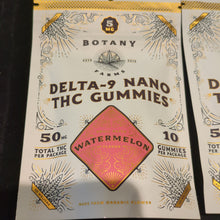 5
MG
BOTANY
FARMS
DELTA-9 NANO
THC GUMMIES
50MG
TOTAL THC
PER PACKAGE
WATERMELON
10
GUMMIES
PER PACKAGE